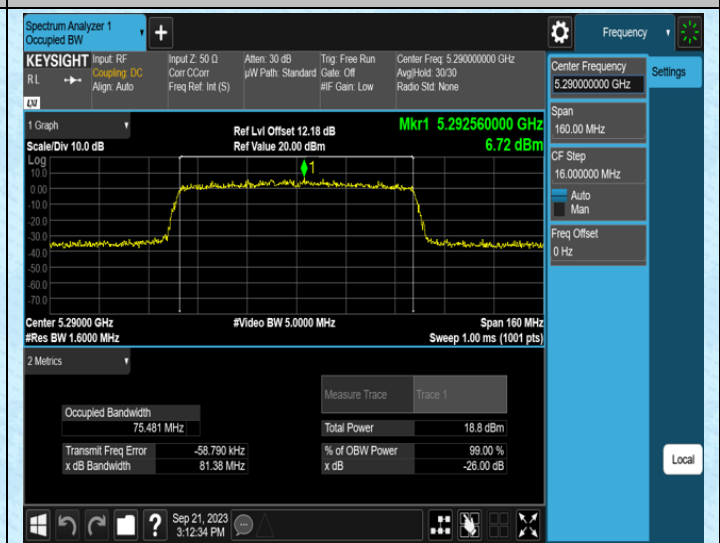 Spectrum Analyzer 1
Occupied BW
+
Frequency
KEYSIGHT
RL
LXI
Input: RF
Coupling: DC
Align: Auto
Input Z: 50 Ω
Corr CCorr
Freq Ref: Int (S)
Atten: 30 dB
µW Path: Standard
Trig: Free Run
Gate: Off
#IF Gain: Low
Center Freq: 5.290000000 GHz
Avg|Hold: 30/30
Radio Std: None
Center Frequency
5.290000000 GHz
Settings
Span
160.00 MHz
CF Step
16.000000 MHz
Auto
Man
Freq Offset
0 Hz
Local
1 Graph
Scale/Div 10.0 dB
Ref Lvl Offset 12.18 dB
Ref Value 20.00 dBm
Mkr1 5.292560000 GHz
6.72 dBm
Log
10.0
0.00
-10.0
-20.0
-30.0
-40.0
-50.0
-60.0
-70.0
1
Center 5.29000 GHz
#Res BW 1.6000 MHz
#Video BW 5.0000 MHz
Span 160 MHz
Sweep 1.00 ms (1001 pts)
2 Metrics
Measure Trace Trace 1
Occupied Bandwidth
75.481 MHz
Total Power 18.8 dBm
Transmit Freq Error -58.790 kHz
% of OBW Power 99.00 %
x dB Bandwidth 81.38 MHz
x dB -26.00 dB
?
Sep 21, 2023
3:12:34 PM